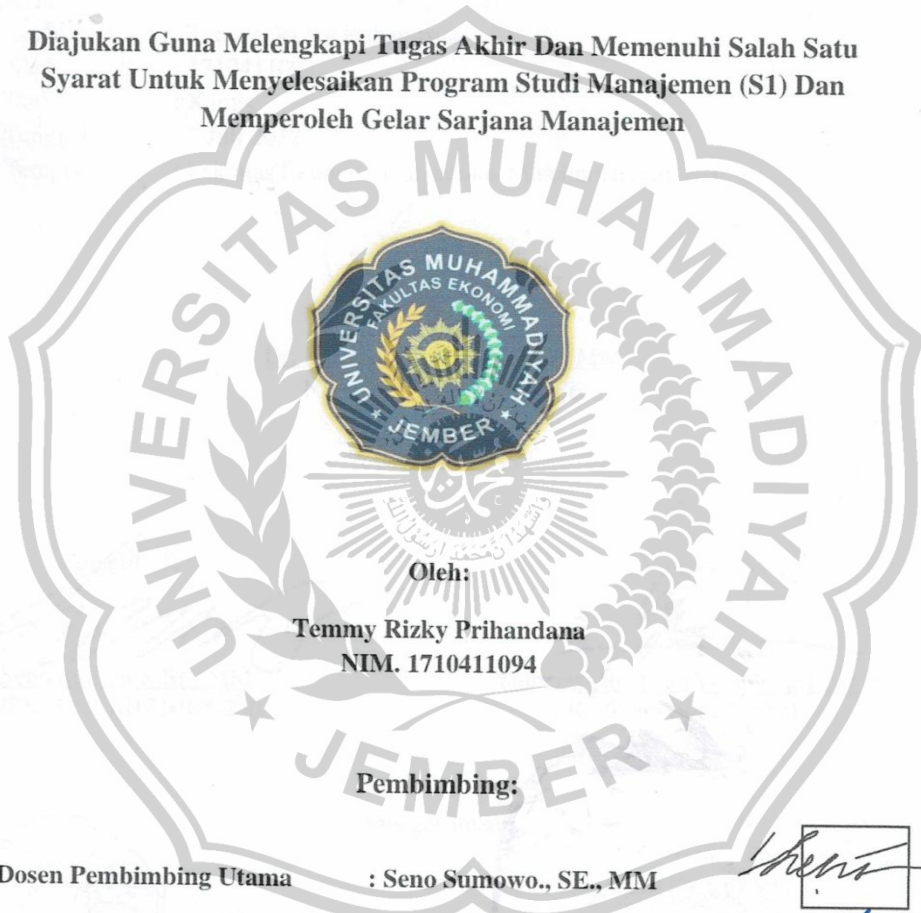 Diajukan Guna Melengkapi Tugas Akhir Dan Memenuhi Salah Satu
Syarat Untuk Menyelesaikan Program Studi Manajemen (S1) Dan
Memperoleh Gelar Sarjana Manajemen
UNIVERSITAS MUHAMMADIYAH
JEMBER
UNIVERSITAS MUHAMMADIYAH
FAKULTAS EKONOMI
JEMBER
Oleh:
Temmy Rizky Prihandana
NIM. 1710411094
Pembimbing:
Dosen Pembimbing Utama : Seno Sumowo., SE., MM